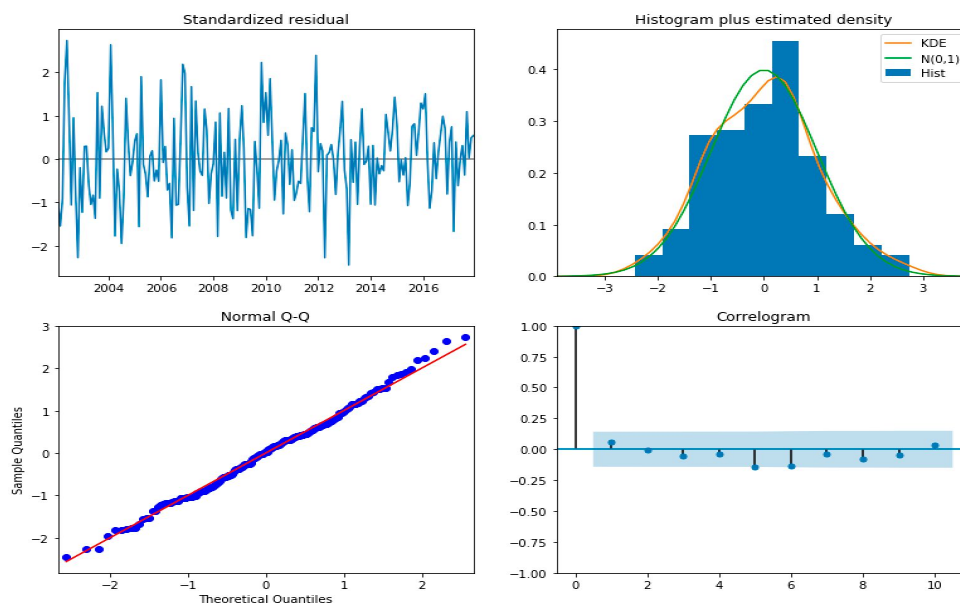 Standardized residual
2
1
0
−1
−2
2004 2006 2008 2010 2012 2014 2016
Histogram plus estimated density
KDE
N(0,1)
Hist
0.4
0.3
0.2
0.1
0.0
−3 −2 −1 0 1 2 3
Normal Q-Q
3
2
1
0
−1
−2
Sample Quantiles
−2 −1 0 1 2
Theoretical Quantiles
Correlogram
1.00
0.75
0.50
0.25
0.00
−0.25
−0.50
−0.75
−1.00
0 2 4 6 8 10